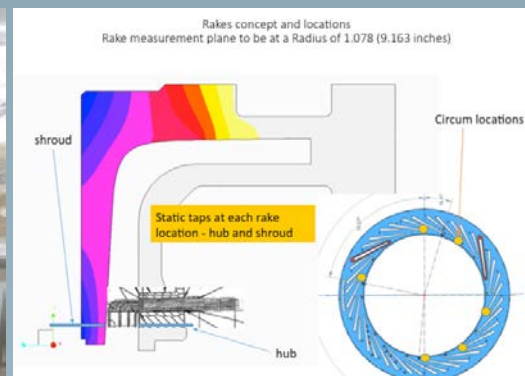 Rakes concept and locations
Rake measurement plane to be at a Radius of 1.078 (9.163 inches)
shroud
Circum locations
Static taps at each rake
location - hub and shroud
hub